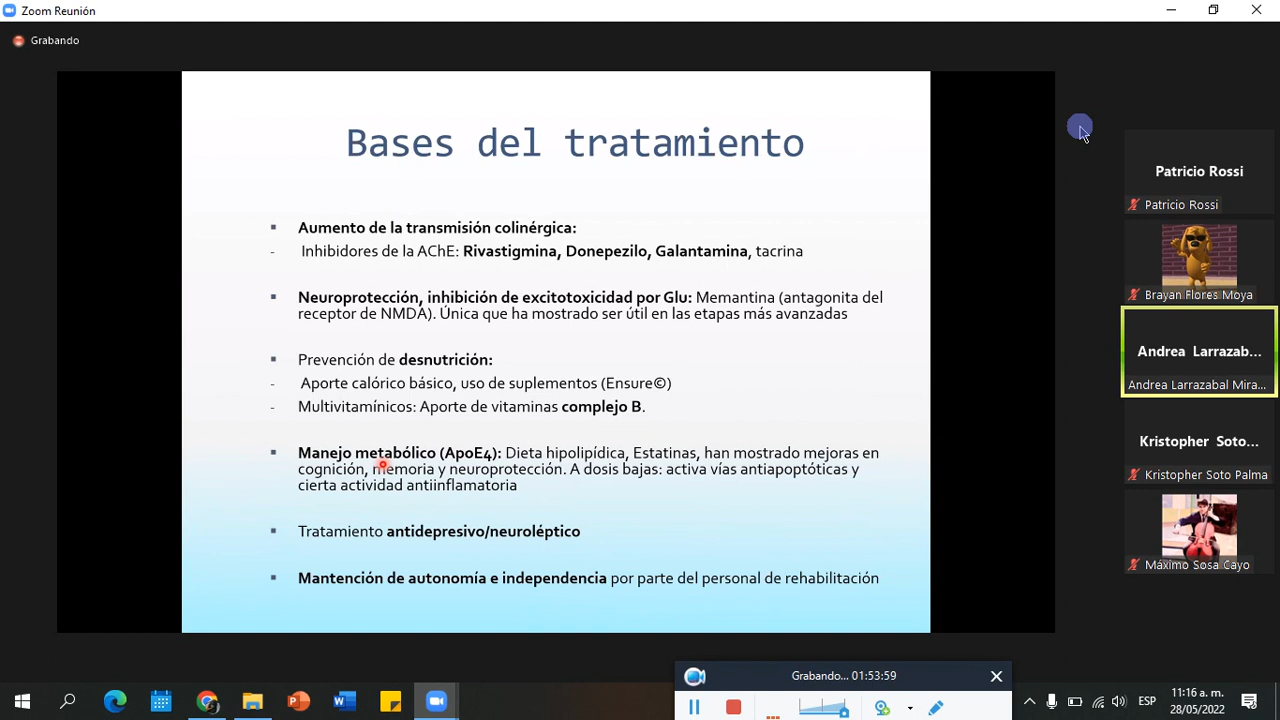 Zoom Reunión
Grabando
Bases del tratamiento
▪ Aumento de la transmisión colinérgica:
- Inhibidores de la AChE: Rivastigmina, Donepezilo, Galantamina, tacrina
▪ Neuroprotección, inhibición de excitotoxicidad por Glu: Memantina (antagonita del
receptor de NMDA). Única que ha mostrado ser útil en las etapas más avanzadas
▪ Prevención de desnutrición:
- Aporte calórico básico, uso de suplementos (Ensure©)
- Multivitamínicos: Aporte de vitaminas complejo B.
▪ Manejo metabólico (ApoE4): Dieta hipolipídica, Estatinas, han mostrado mejoras en
cognición, memoria y neuroprotección. A dosis bajas: activa vías antiapoptóticas y
cierta actividad antiinflamatoria
▪ Tratamiento antidepresivo/neuroléptico
▪ Mantención de autonomía e independencia por parte del personal de rehabilitación
Patricio Rossi
Patricio Rossi
Brayan Flores Moya
Andrea Larrazab...
Andrea Larrazabal Mira...
Kristopher Soto...
Kristopher Soto Palma
Máximo Sosa Cayo
Grabando... 01:53:59
ESP
11:16 a. m.
28/05/2022